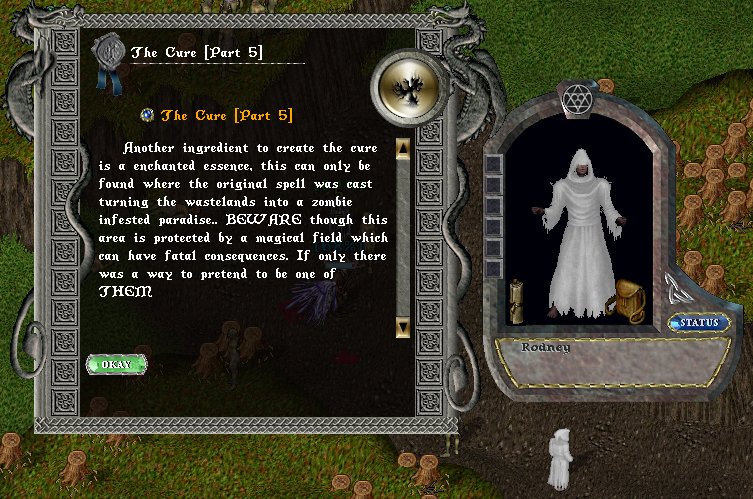 The Cure [Part 5]
The Cure [Part 5]
Another ingredient to create the cure
is a enchanted essence, this can only be
found where the original spell was cast
turning the wastelands into a zombie
infested paradise.. BEWARE though this
area is protected by a magical field which
can have fatal consequences. If only there
was a way to pretend to be one of
THEM
OKAY
STATUS
Rodney